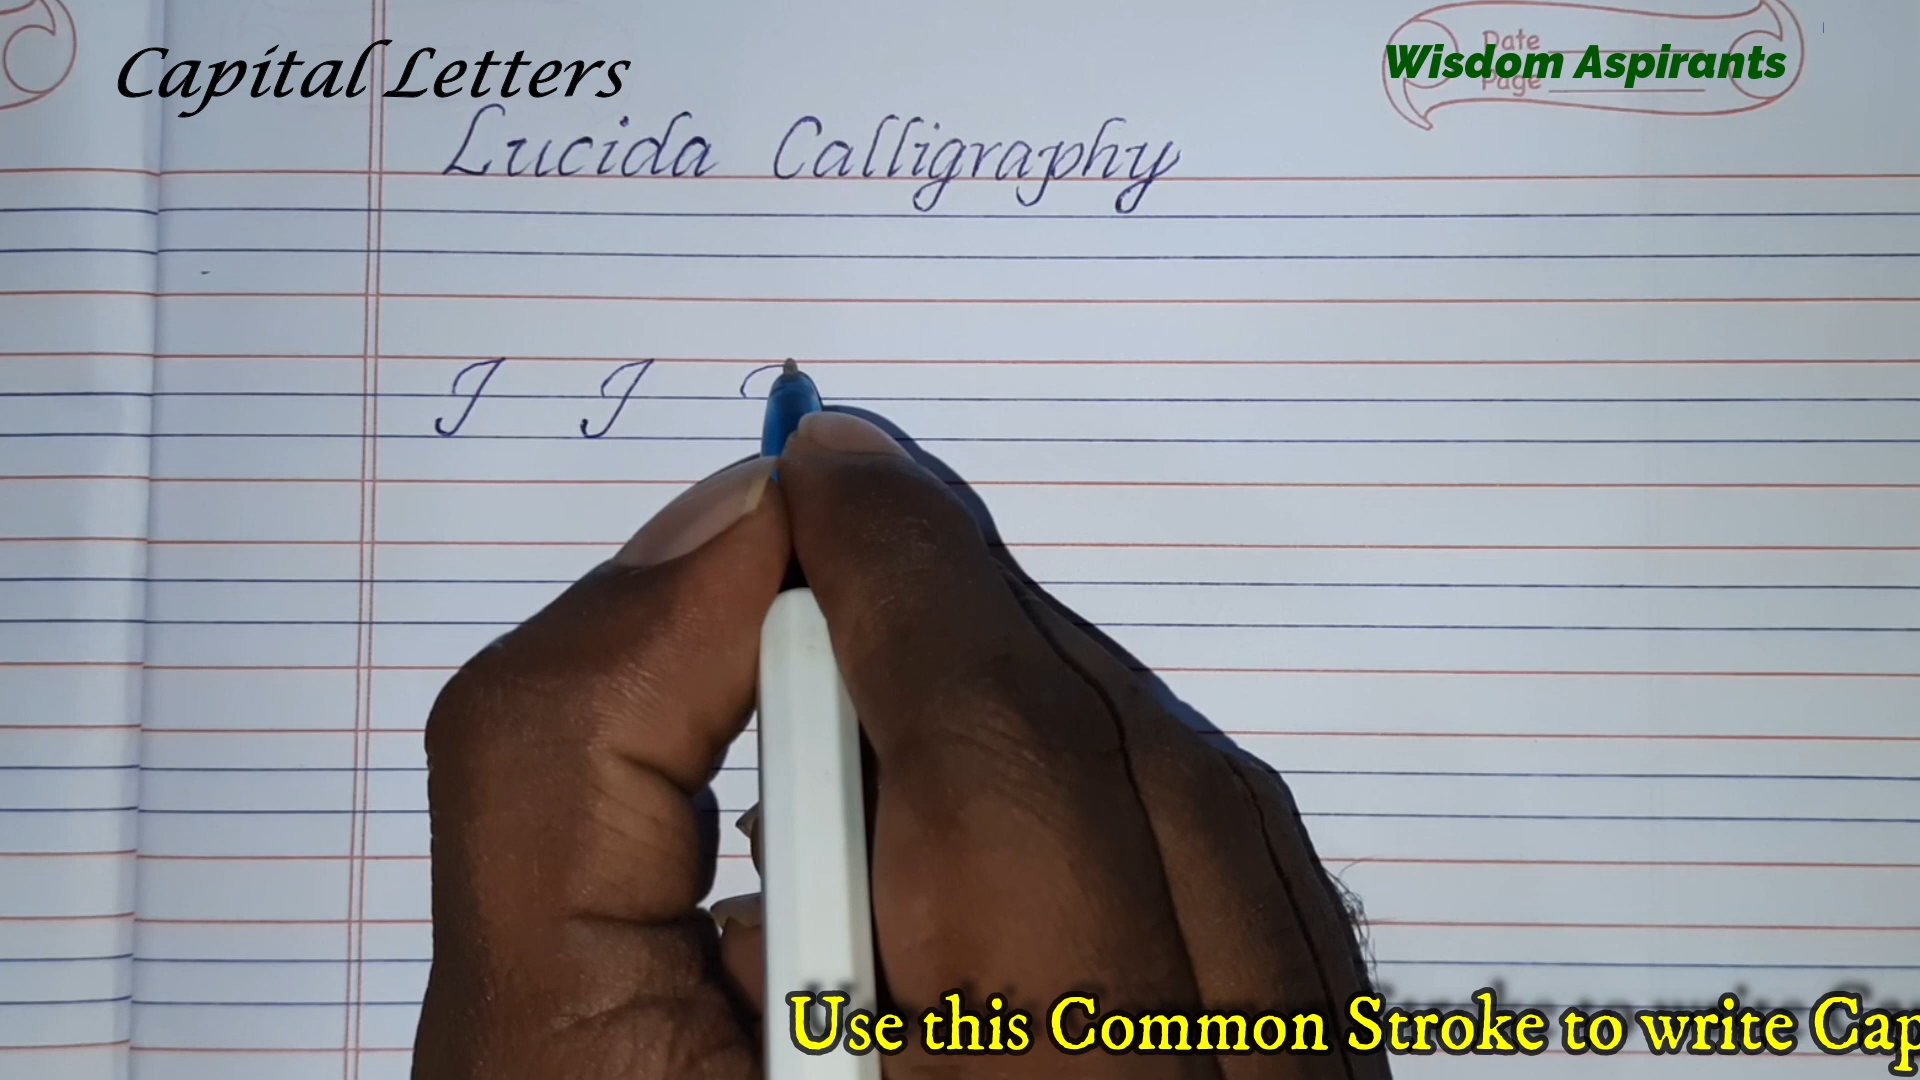 Capital Letters
Date
Wisdom Aspirants
Page
Lucida Calligraphy
I I
Use this Common Stroke to write Cap